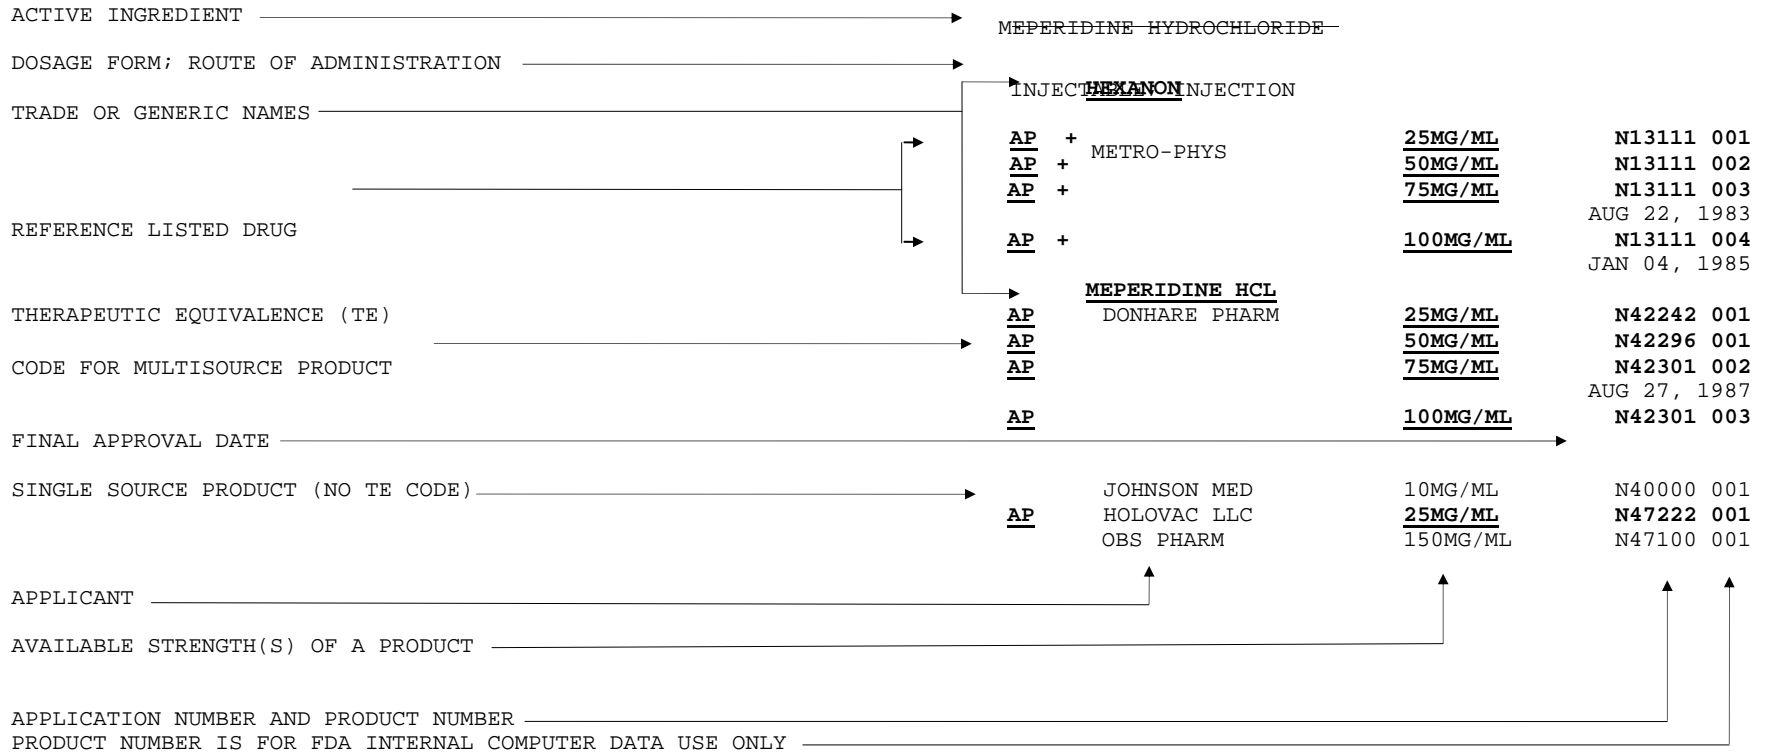 ACTIVE INGREDIENT
MEPERIDINE HYDROCHLORIDE
DOSAGE FORM; ROUTE OF ADMINISTRATION
HEXANON
INJECTABLE; INJECTION
TRADE OR GENERIC NAMES
AP + 25MG/ML N13111 001
METRO-PHYS
AP + 50MG/ML N13111 002
AP + 75MG/ML N13111 003
AUG 22, 1983
REFERENCE LISTED DRUG
AP + 100MG/ML N13111 004
JAN 04, 1985
MEPERIDINE HCL
THERAPEUTIC EQUIVALENCE (TE) AP DONHARE PHARM 25MG/ML N42242 001
AP 50MG/ML N42296 001
CODE FOR MULTISOURCE PRODUCT AP 75MG/ML N42301 002
AUG 27, 1987
AP 100MG/ML N42301 003
FINAL APPROVAL DATE
SINGLE SOURCE PRODUCT (NO TE CODE) JOHNSON MED 10MG/ML N40000 001
AP HOLOVAC LLC 25MG/ML N47222 001
OBS PHARM 150MG/ML N47100 001
APPLICANT
AVAILABLE STRENGTH(S) OF A PRODUCT
APPLICATION NUMBER AND PRODUCT NUMBER
PRODUCT NUMBER IS FOR FDA INTERNAL COMPUTER DATA USE ONLY